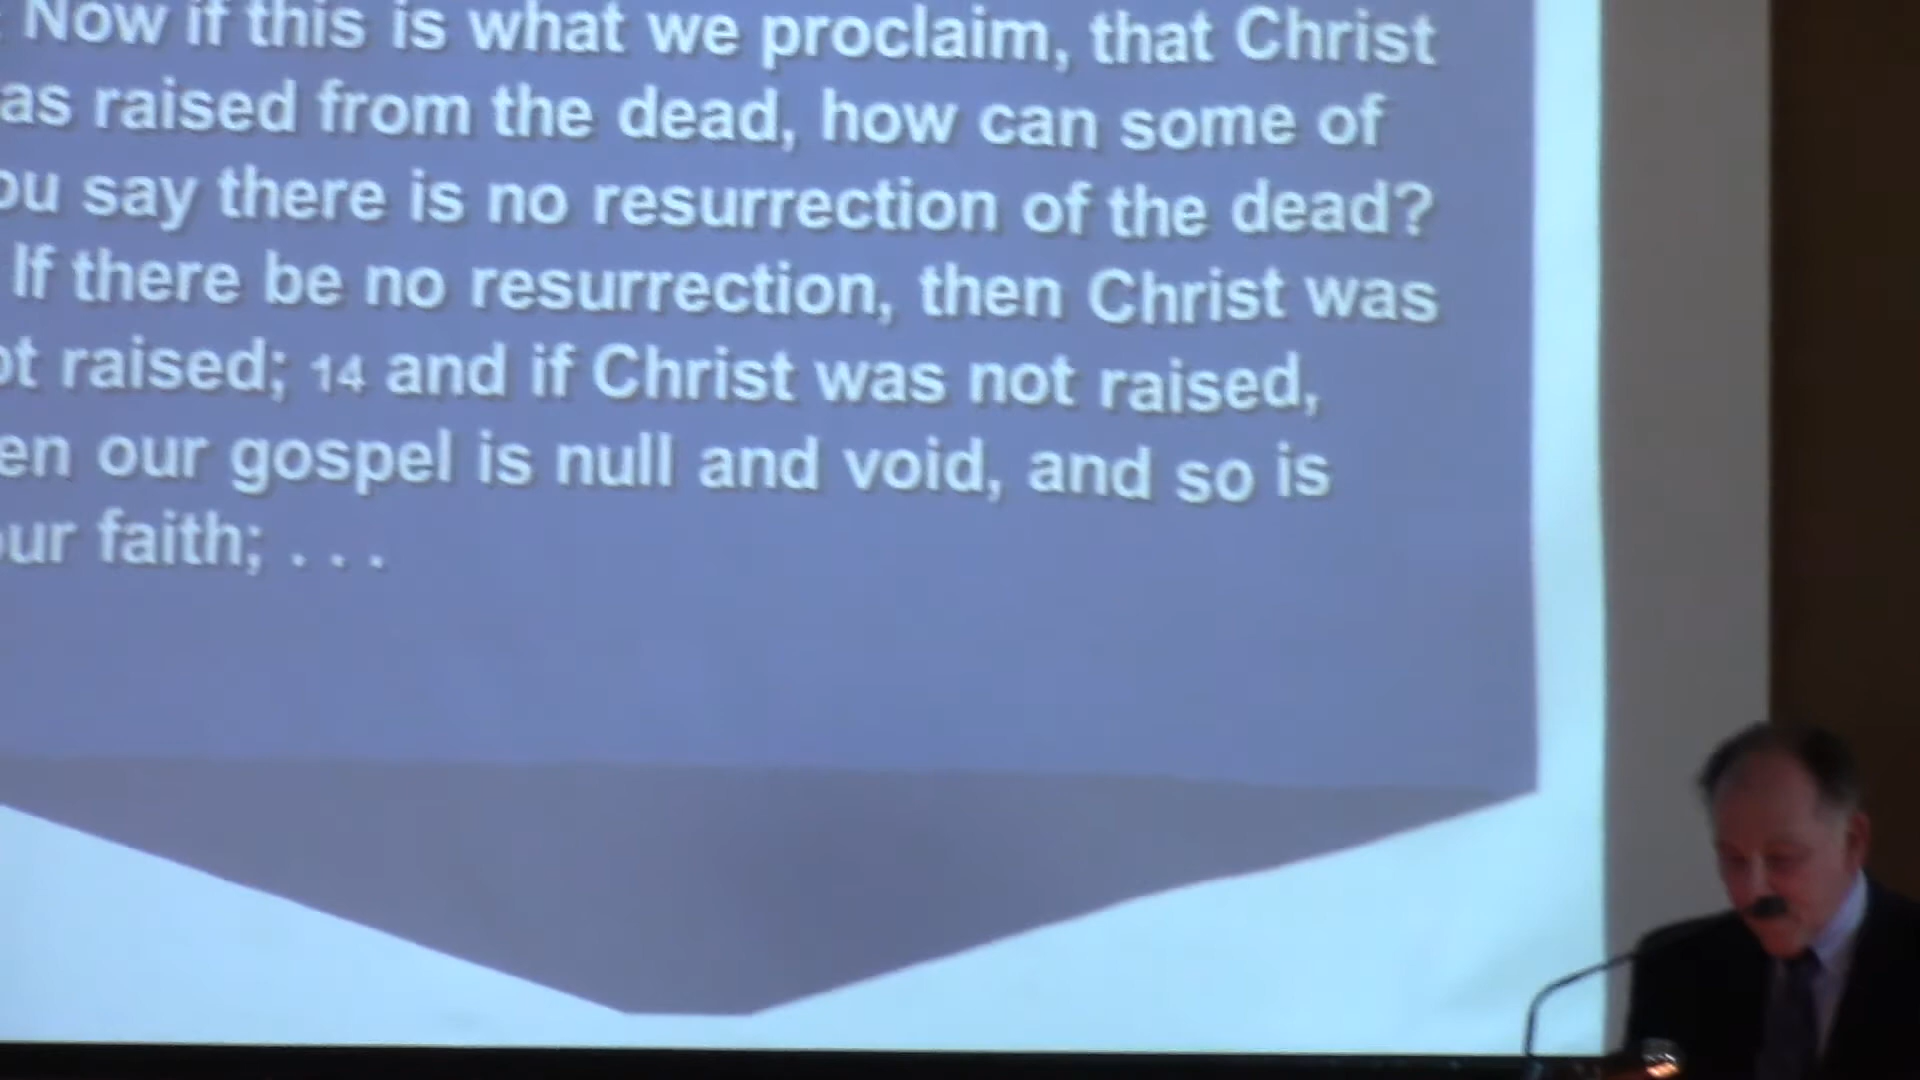 Now if this is what we proclaim, that Christ
as raised from the dead, how can some of
ou say there is no resurrection of the dead?
If there be no resurrection, then Christ was
ot raised; 14 and if Christ was not raised,
en our gospel is null and void, and so is
ur faith; . . .